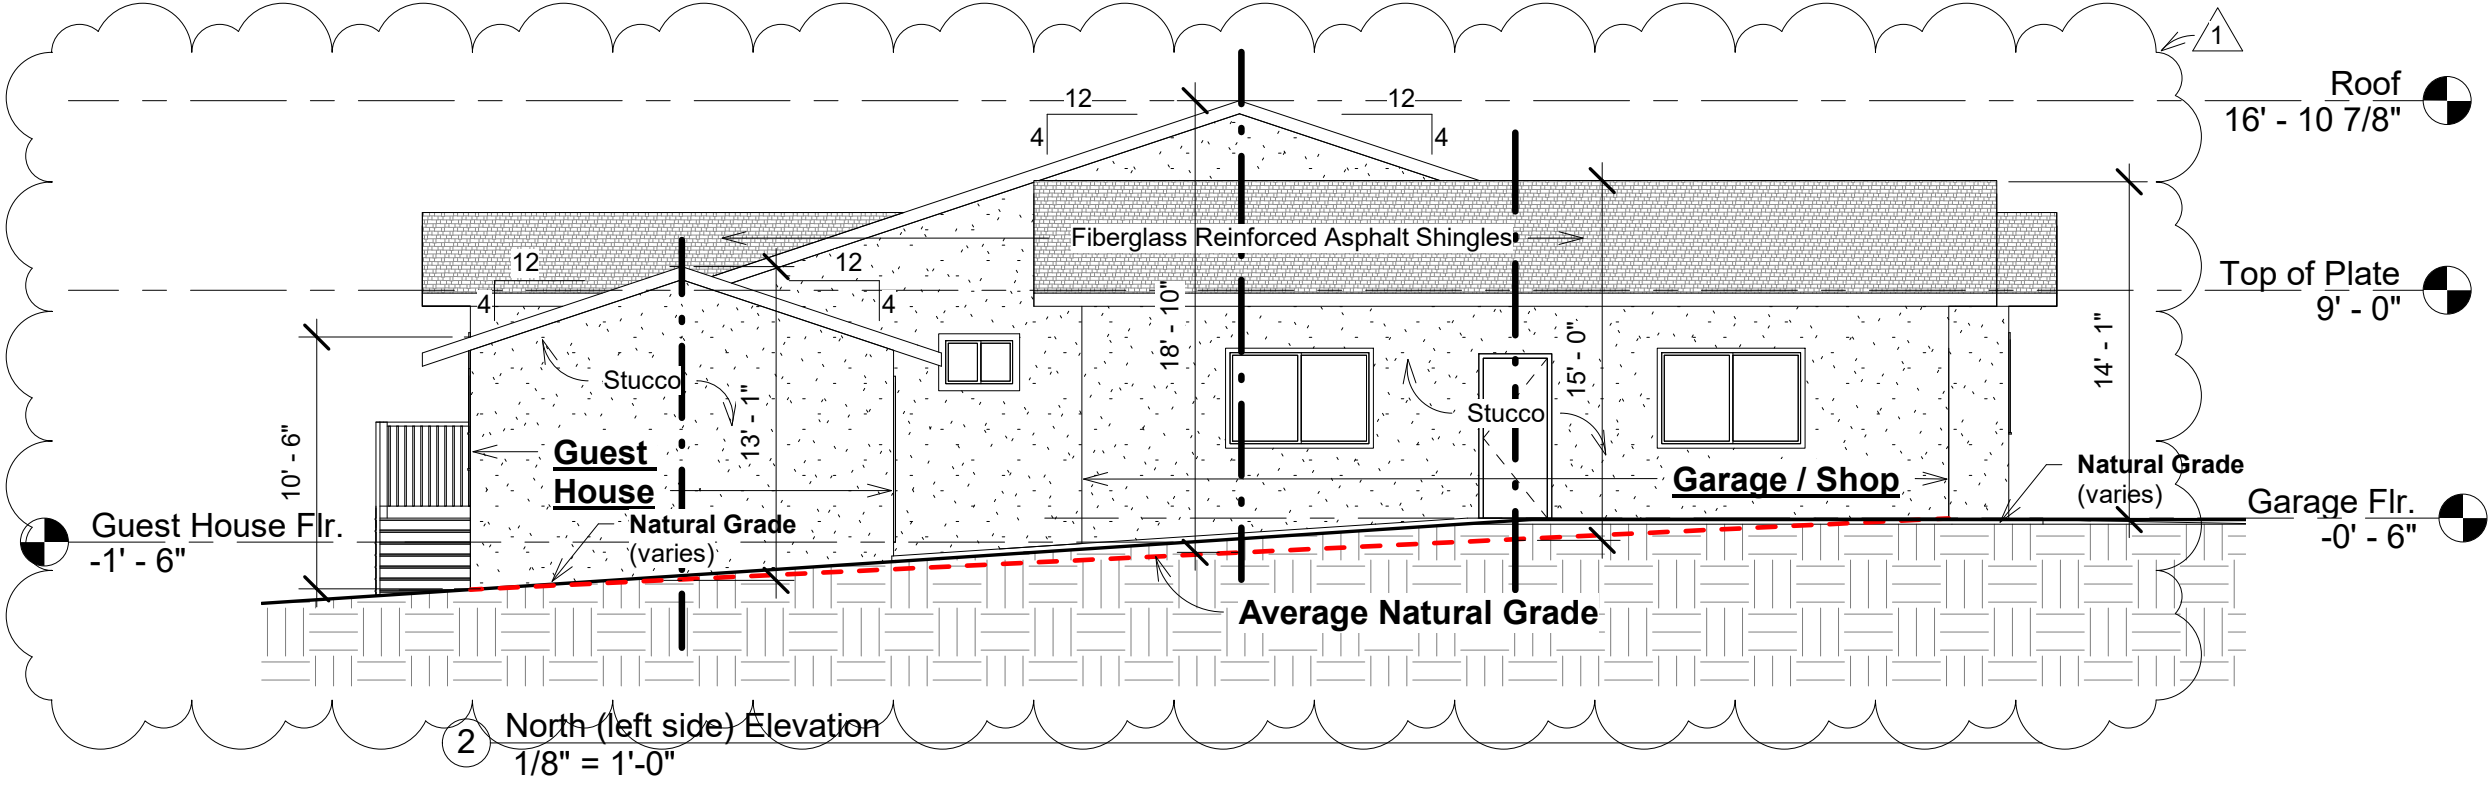 1
Roof
16' - 10 7/8"
12
12
4
4
Fiberglass Reinforced Asphalt Shingles
12
12
4
4
Top of Plate
9' - 0"
18' - 10"
15' - 0"
14' - 1"
Stucco
13' - 1"
Stucco
10' - 6"
Guest
House
Garage / Shop
Natural Grade
(varies)
Garage Flr.
-0' - 6"
Guest House Flr.
-1' - 6"
Natural Grade
(varies)
Average Natural Grade
2
North (left side) Elevation
1/8" = 1'-0"